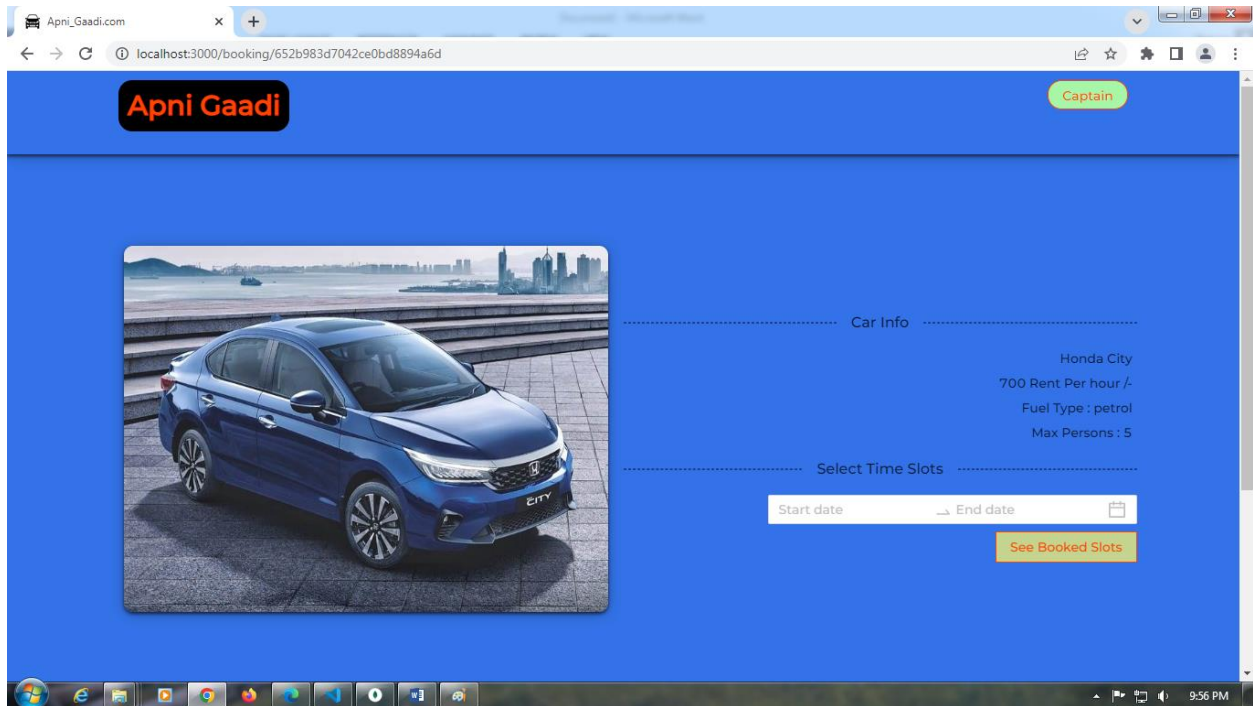 Apni_Gaadi.com
localhost:3000/booking/652b983d7042ce0bd8894a6d
Apni Gaadi
Captain
Car Info
Honda City
700 Rent Per hour /-
Fuel Type : petrol
Max Persons : 5
Select Time Slots
Start date
End date
See Booked Slots
CITY
9:56 PM